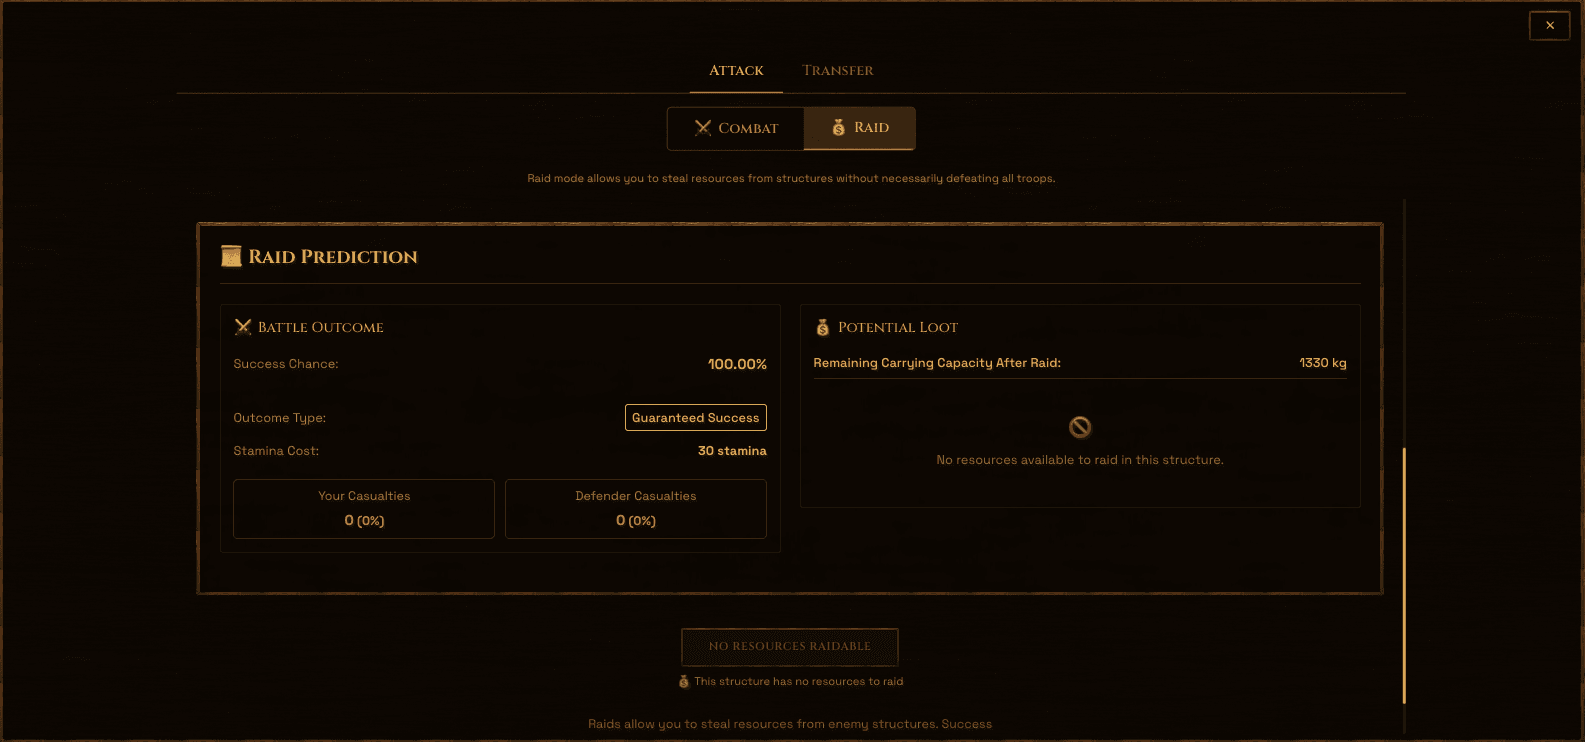 ×
ATTACK
TRANSFER
COMBAT
RAID
Raid mode allows you to steal resources from structures without necessarily defeating all troops.
RAID PREDICTION
BATTLE OUTCOME
Success Chance: 100.00%
Outcome Type: Guaranteed Success
Stamina Cost: 30 stamina
Your Casualties
0 (0%)
Defender Casualties
0 (0%)
POTENTIAL LOOT
Remaining Carrying Capacity After Raid: 1330 kg
No resources available to raid in this structure.
NO RESOURCES RAIDABLE
This structure has no resources to raid
Raids allow you to steal resources from enemy structures. Success